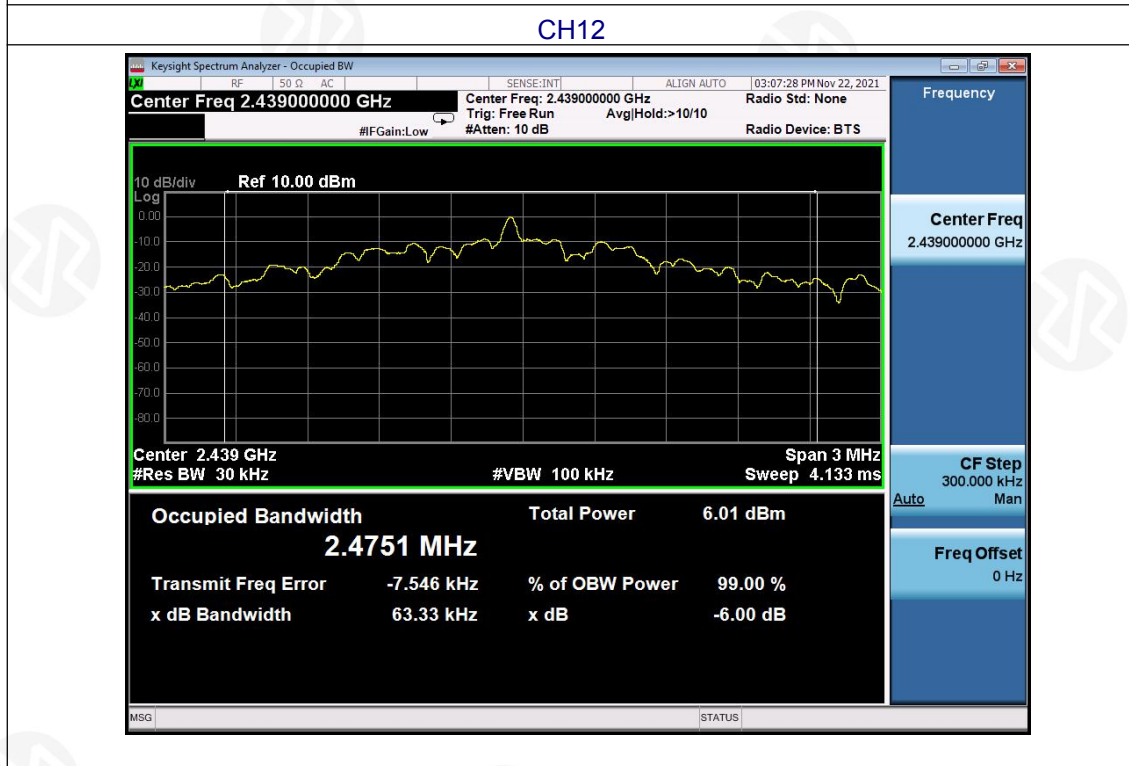 CH12
Keysight Spectrum Analyzer - Occupied BW
LXI RF 50 Ω AC SENSE:INT ALIGN AUTO 03:07:28 PM Nov 22, 2021
Center Freq 2.439000000 GHz
Center Freq: 2.439000000 GHz
Radio Std: None
Trig: Free Run Avg|Hold:>10/10
#IFGain:Low #Atten: 10 dB Radio Device: BTS
10 dB/div Ref 10.00 dBm
Log
0.00
-10.0
-20.0
-30.0
-40.0
-50.0
-60.0
-70.0
-80.0
Center 2.439 GHz Span 3 MHz
#Res BW 30 kHz #VBW 100 kHz Sweep 4.133 ms
Occupied Bandwidth Total Power 6.01 dBm
2.4751 MHz
Transmit Freq Error -7.546 kHz % of OBW Power 99.00 %
x dB Bandwidth 63.33 kHz x dB -6.00 dB
MSG STATUS
Frequency
Center Freq
2.439000000 GHz
CF Step
300.000 kHz
Auto Man
Freq Offset
0 Hz